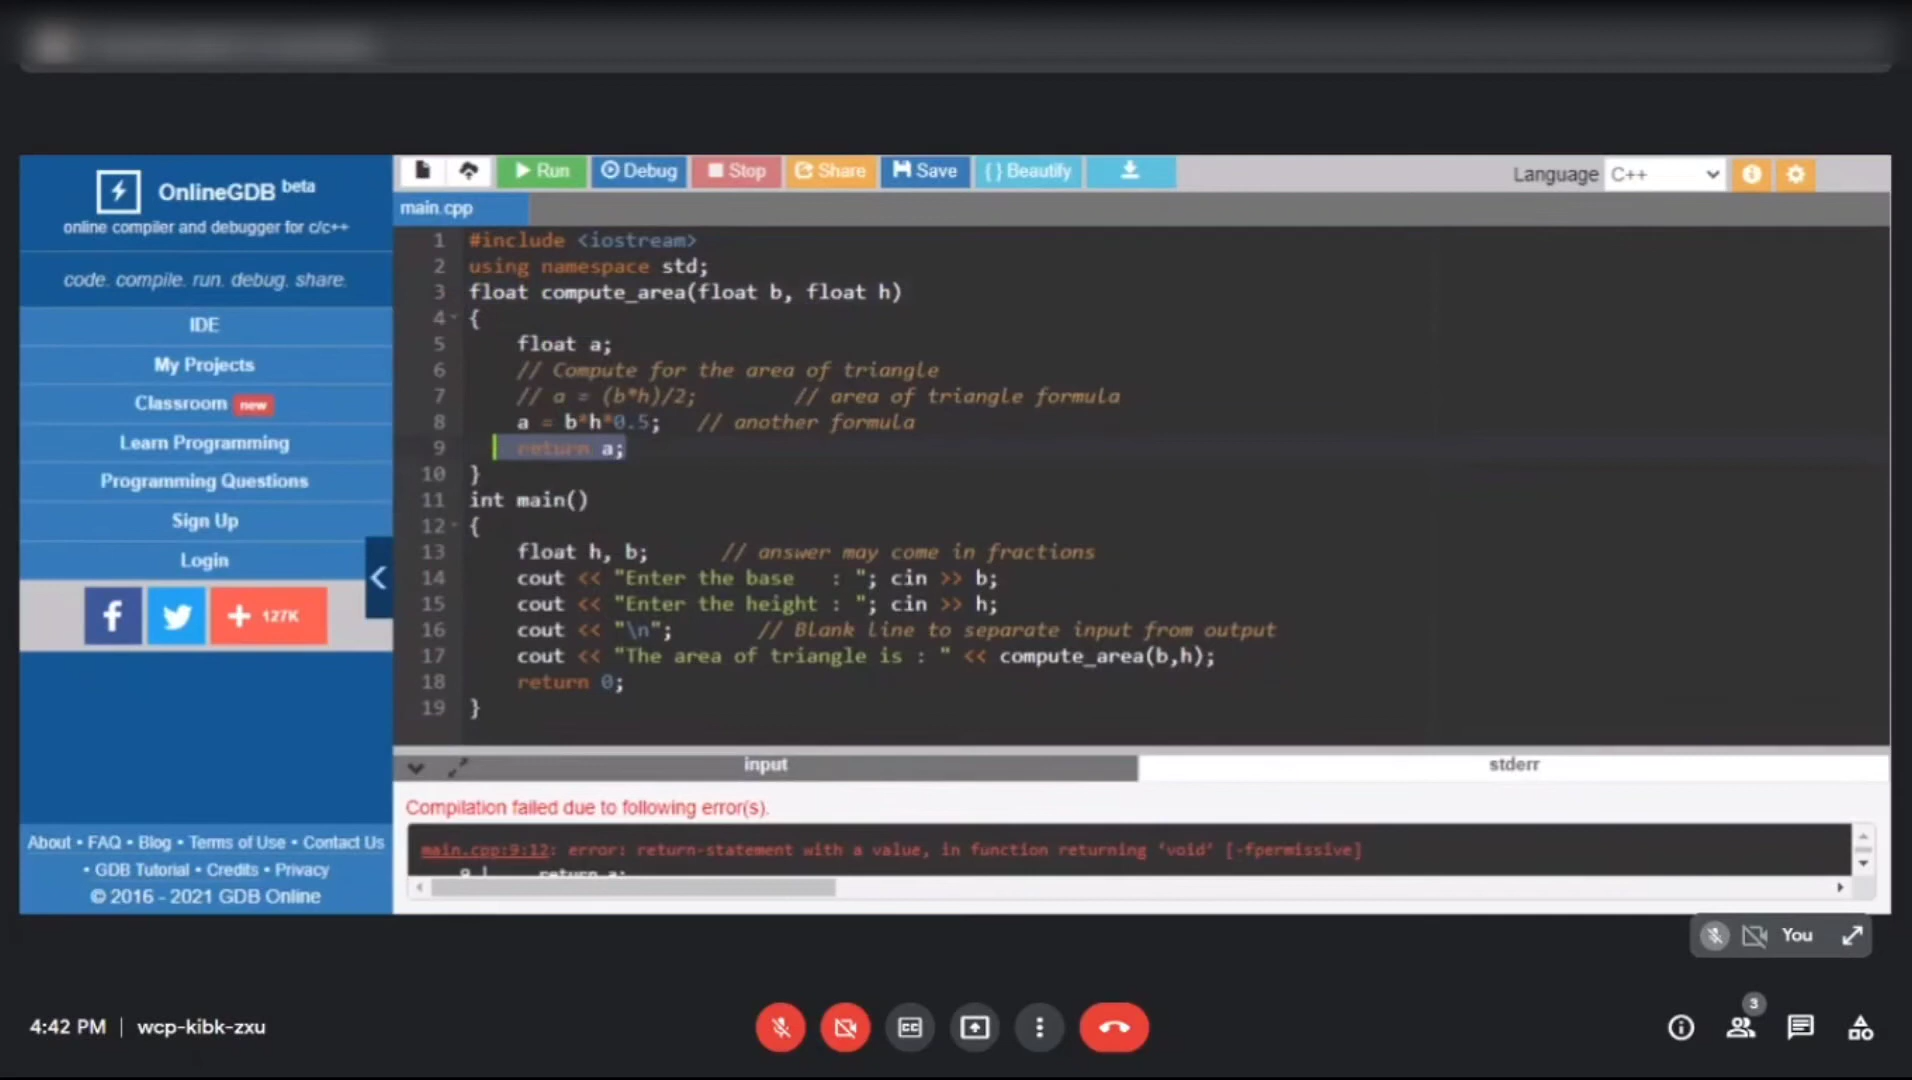 OnlineGDB beta
online compiler and debugger for c/c++
code. compile. run. debug. share.
IDE
My Projects
Classroom new
Learn Programming
Programming Questions
Sign Up
Login
127K
About • FAQ • Blog • Terms of Use • Contact Us
• GDB Tutorial • Credits • Privacy
© 2016 - 2021 GDB Online
Run Debug Stop Share Save {} Beautify
Language C++
main.cpp
1 #include <iostream>
2 using namespace std;
3 float compute_area(float b, float h)
4 {
5 float a;
6 // Compute for the area of triangle
7 // a = (b*h)/2; // area of triangle formula
8 a = b*h*0.5; // another formula
9 return a;
10 }
11 int main()
12 {
13 float h, b; // answer may come in fractions
14 cout << "Enter the base : "; cin >> b;
15 cout << "Enter the height : "; cin >> h;
16 cout << "\n"; // Blank line to separate input from output
17 cout << "The area of triangle is : " << compute_area(b,h);
18 return 0;
19 }
input stderr
Compilation failed due to following error(s).
main.cpp:9:12: error: return-statement with a value, in function returning ‘void’ [-fpermissive]
9 | return a;
You
4:42 PM | wcp-kibk-zxu
CC
3